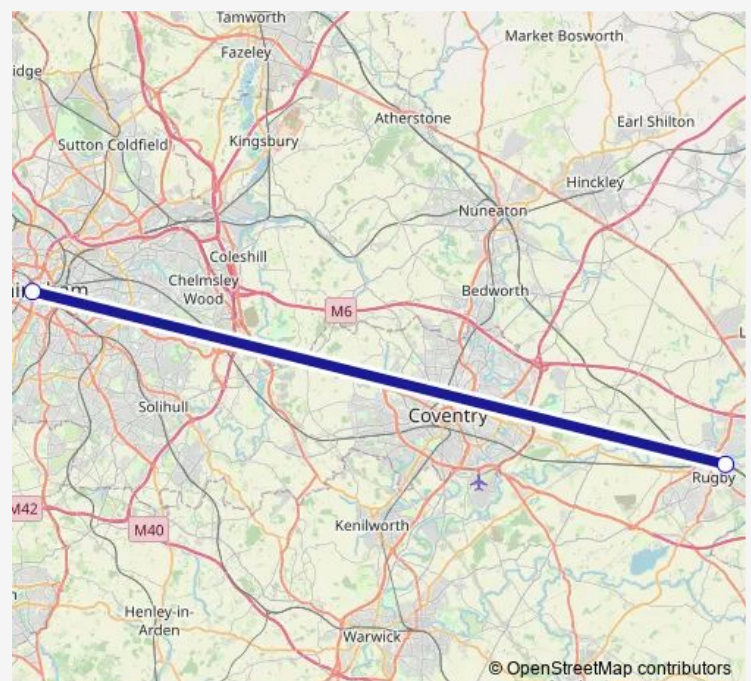 Tamworth
Market Bosworth
Fazeley
Atherstone
Earl Shilton
Kingsbury
Sutton Coldfield
Hinckley
Nuneaton
Coleshill
Chelmsley
Wood
Bedworth
M6
Solihull
Coventry
Rugby
M42
M40
Kenilworth
Henley-in-
Arden
Warwick
© OpenStreetMap contributors